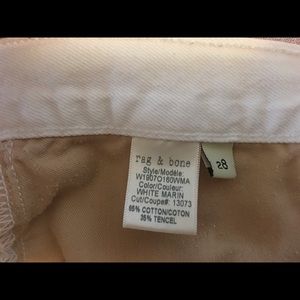 rag & bone
Style/Modèle:
W1907O160WMA
Color/Couleur:
WHITE MARIN
Cut/Coupe#: 13073
65% COTTON/COTON
35% TENCEL
28